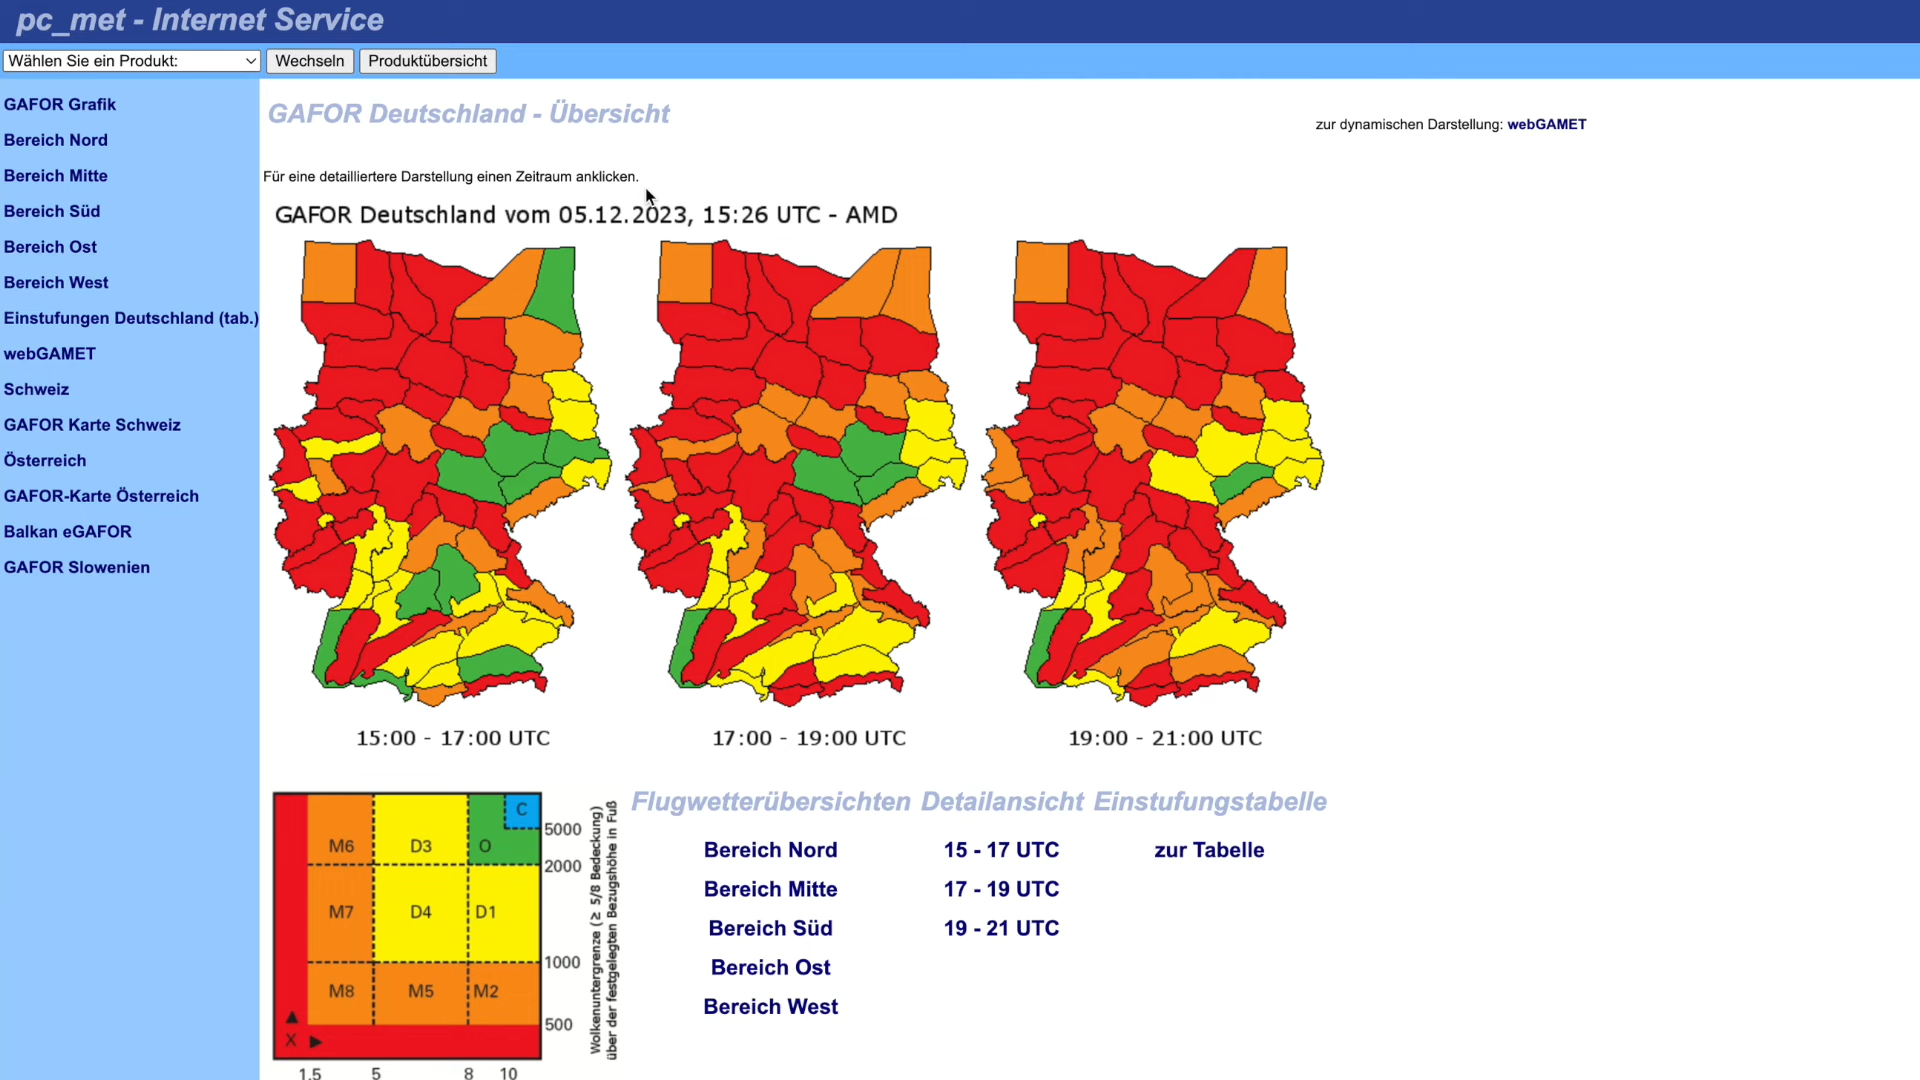 pc_met - Internet Service
Wählen Sie ein Produkt:
Wechseln
Produktübersicht
GAFOR Grafik
Bereich Nord
Bereich Mitte
Bereich Süd
Bereich Ost
Bereich West
Einstufungen Deutschland (tab.)
webGAMET
Schweiz
GAFOR Karte Schweiz
Österreich
GAFOR-Karte Österreich
Balkan eGAFOR
GAFOR Slowenien
GAFOR Deutschland - Übersicht
zur dynamischen Darstellung: webGAMET
Für eine detailliertere Darstellung einen Zeitraum anklicken.
GAFOR Deutschland vom 05.12.2023, 15:26 UTC - AMD
15:00 - 17:00 UTC
17:00 - 19:00 UTC
19:00 - 21:00 UTC
C
M6
D3
O
M7
D4
D1
M8
M5
M2
X
5000
2000
1000
500
1.5
5
8
10
Wolkenuntergrenze (≥ 5/8 Bedeckung)
über der festgelegten Bezugshöhe in Fuß
Flugwetterübersichten
Detailansicht
Einstufungstabelle
Bereich Nord
15 - 17 UTC
zur Tabelle
Bereich Mitte
17 - 19 UTC
Bereich Süd
19 - 21 UTC
Bereich Ost
Bereich West